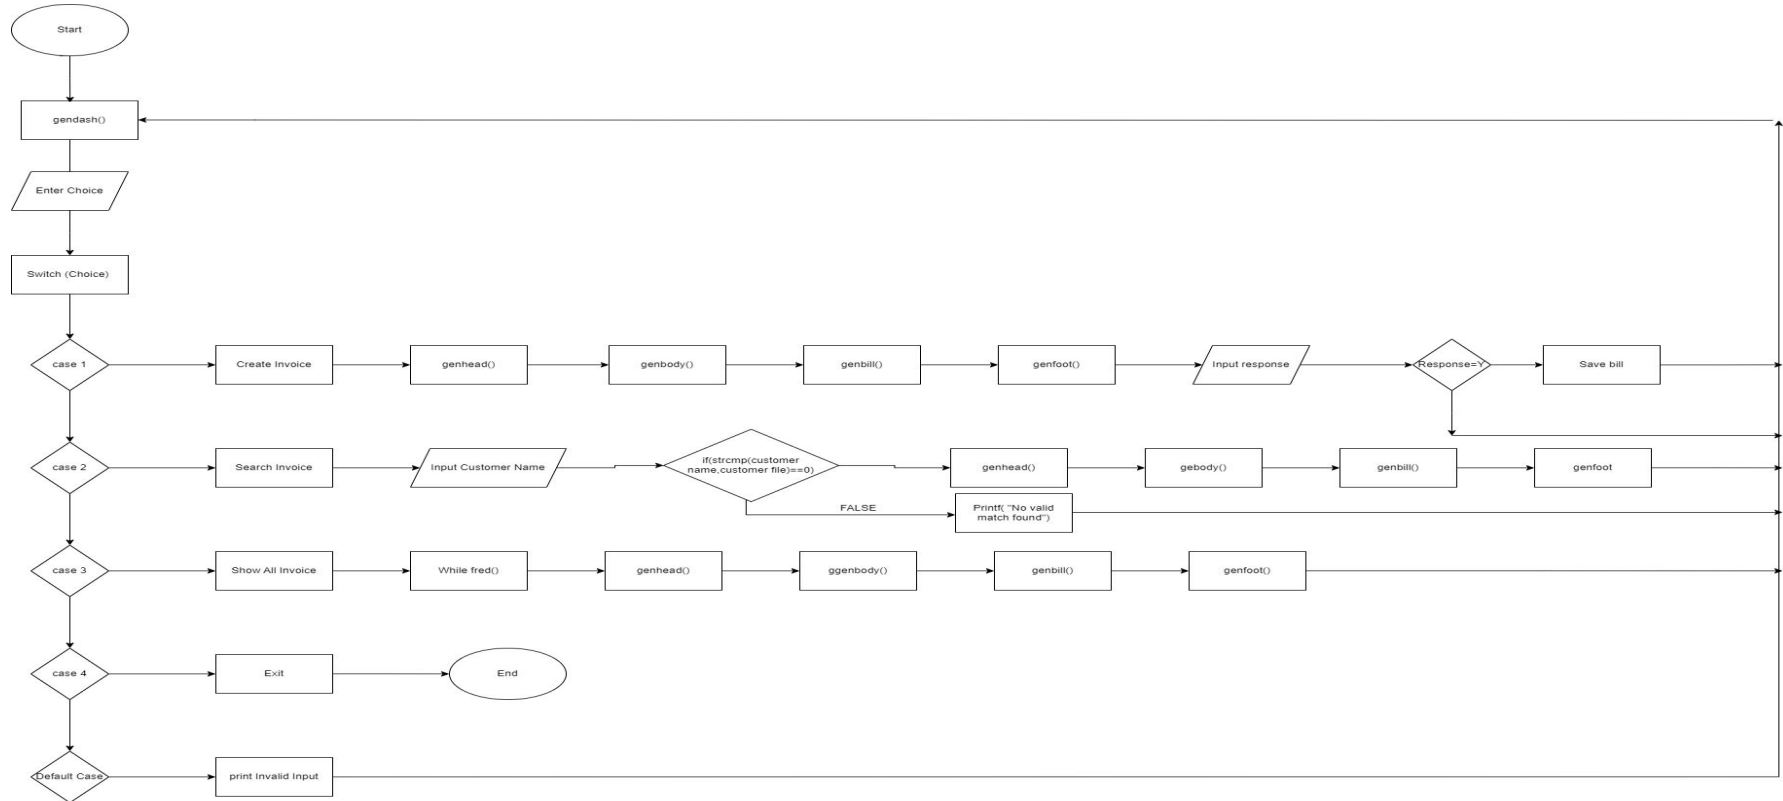 Start
gendash()
Enter Choice
Switch (Choice)
case 1
Create Invoice
genhead()
genbody()
genbill()
genfoot()
Input response
Response=Y
Save bill
case 2
Search Invoice
Input Customer Name
if(strcmp(customer
name,customer file)==0)
genhead()
gebody()
genbill()
genfoot
FALSE
Printf( "No valid
match found")
case 3
Show All Invoice
While fred()
genhead()
ggenbody()
genbill()
genfoot()
case 4
Exit
End
Default Case
print Invalid Input